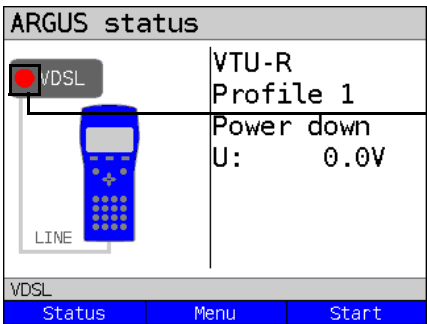 ARGUS status
VDSL
VTU-R
Profile 1
Power down
U: 0.0V
LINE
VDSL
Status Menu Start